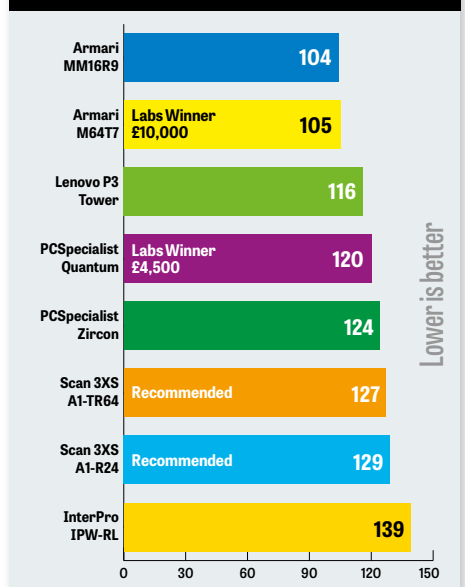 Armari
MM16R9
104
Armari
M64T7
Labs Winner
£10,000
105
Lenovo P3
Tower
116
PCSpecialist
Quantum
Labs Winner
£4,500
120
PCSpecialist
Zircon
124
Scan 3XS
A1-TR64
Recommended
127
Scan 3XS
A1-R24
Recommended
129
InterPro
IPW-RL
139
0 30 60 90 120 150
Lower is better